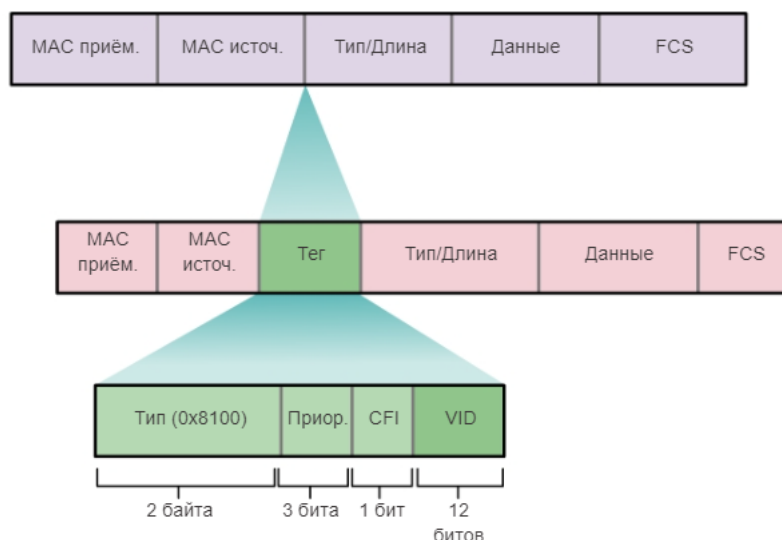 MAC приём. MAC источ. Тип/Длина Данные FCS
MAC приём. MAC источ. Тег Тип/Длина Данные FCS
Тип (0x8100) Приор. CFI VID
2 байта 3 бита 1 бит 12 битов